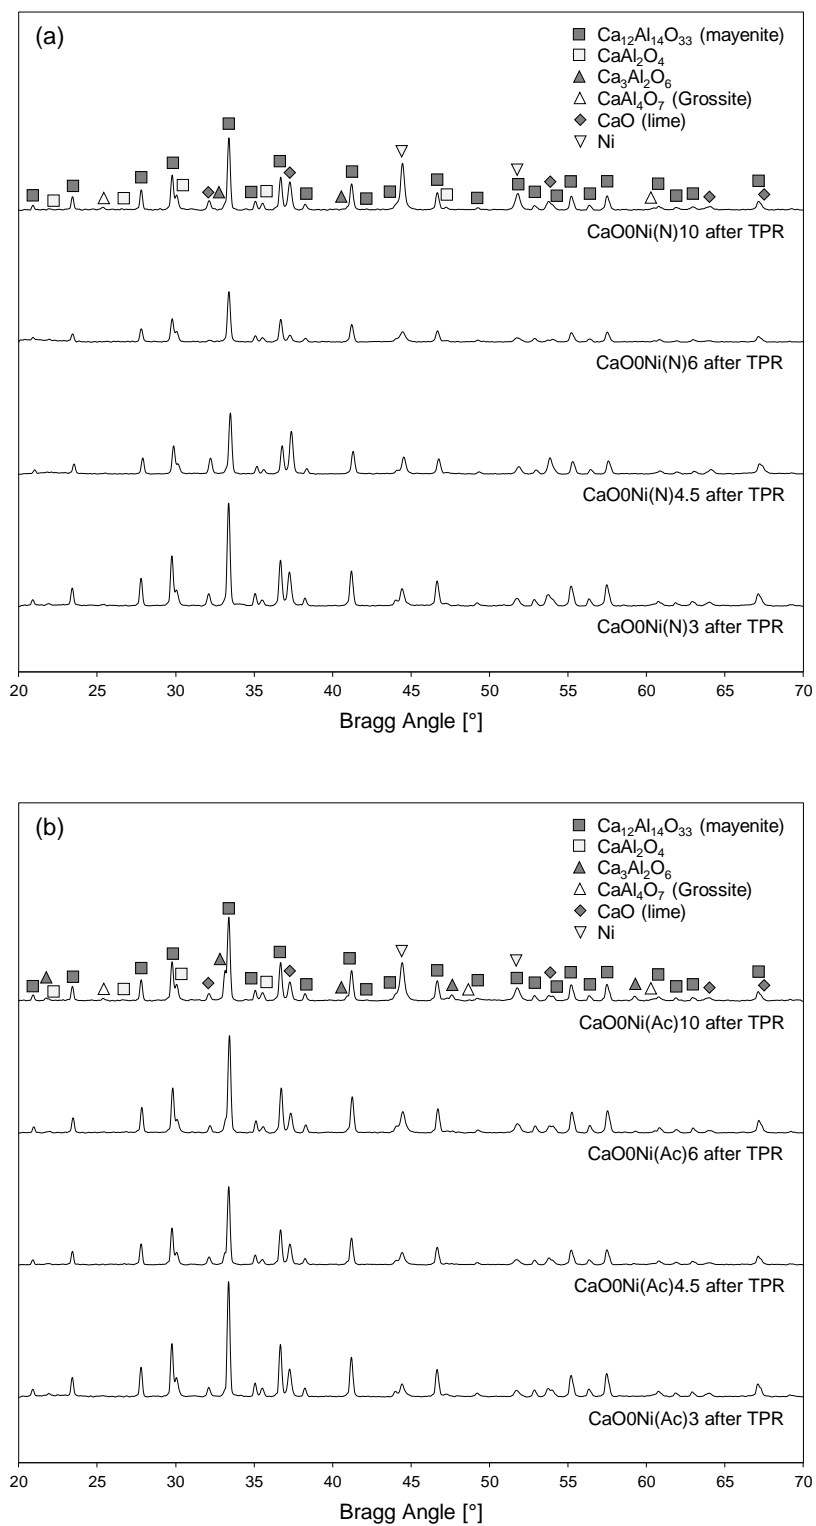 (a)
Ca₁₂Al₁₄O₃₃ (mayenite)
CaAl₂O₄
Ca₃Al₂O₆
CaAl₄O₇ (Grossite)
CaO (lime)
Ni
CaO0Ni(N)10 after TPR
CaO0Ni(N)6 after TPR
CaO0Ni(N)4.5 after TPR
CaO0Ni(N)3 after TPR
20 25 30 35 40 45 50 55 60 65 70
Bragg Angle [°]
(b)
Ca₁₂Al₁₄O₃₃ (mayenite)
CaAl₂O₄
Ca₃Al₂O₆
CaAl₄O₇ (Grossite)
CaO (lime)
Ni
CaO0Ni(Ac)10 after TPR
CaO0Ni(Ac)6 after TPR
CaO0Ni(Ac)4.5 after TPR
CaO0Ni(Ac)3 after TPR
20 25 30 35 40 45 50 55 60 65 70
Bragg Angle [°]